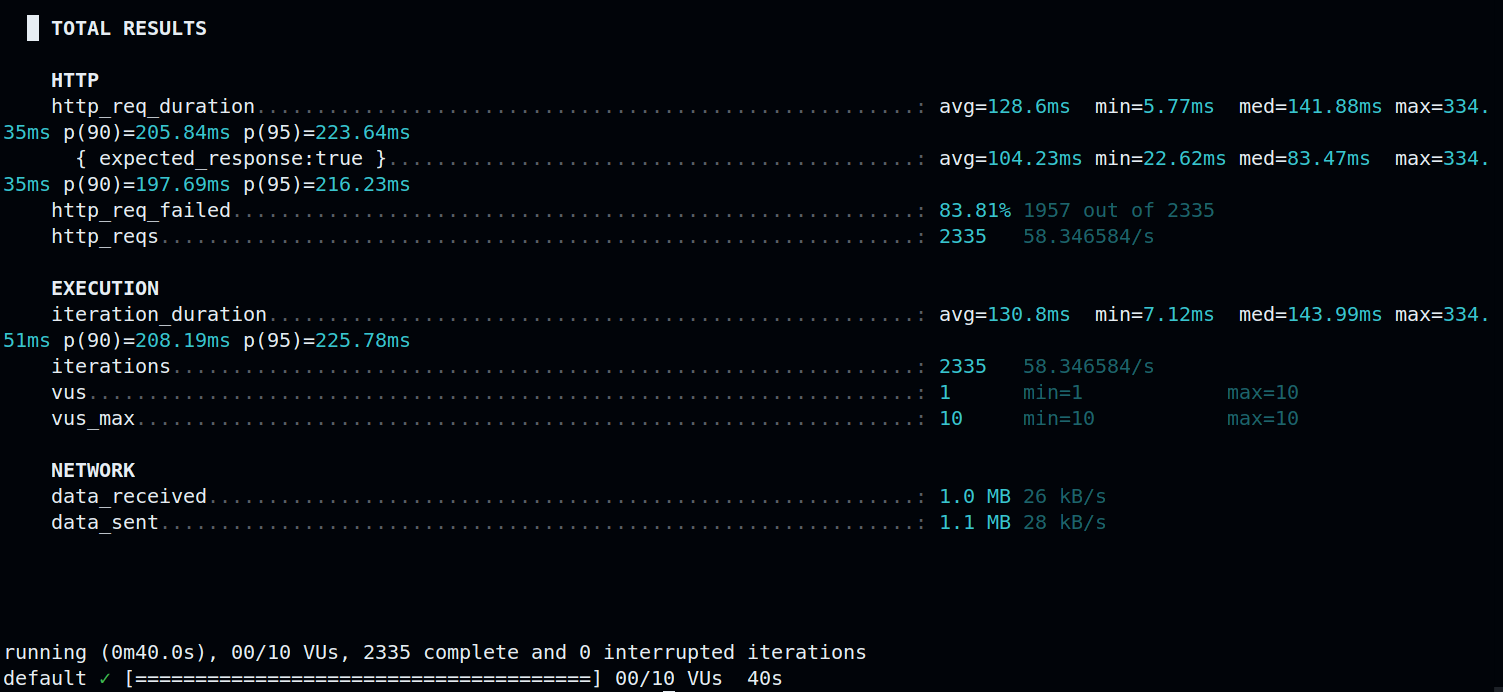 █ TOTAL RESULTS
HTTP
http_req_duration.......................................................: avg=128.6ms  min=5.77ms  med=141.88ms max=334.
35ms p(90)=205.84ms p(95)=223.64ms
{ expected_response:true }............................................: avg=104.23ms min=22.62ms med=83.47ms  max=334.
35ms p(90)=197.69ms p(95)=216.23ms
http_req_failed.........................................................: 83.81% 1957 out of 2335
http_reqs...............................................................: 2335   58.346584/s
EXECUTION
iteration_duration......................................................: avg=130.8ms  min=7.12ms  med=143.99ms max=334.
51ms p(90)=208.19ms p(95)=225.78ms
iterations..............................................................: 2335   58.346584/s
vus.....................................................................: 1      min=1            max=10
vus_max.................................................................: 10     min=10           max=10
NETWORK
data_received...........................................................: 1.0 MB 26 kB/s
data_sent...............................................................: 1.1 MB 28 kB/s
running (0m40.0s), 00/10 VUs, 2335 complete and 0 interrupted iterations
default ✓ [======================================] 00/10 VUs  40s